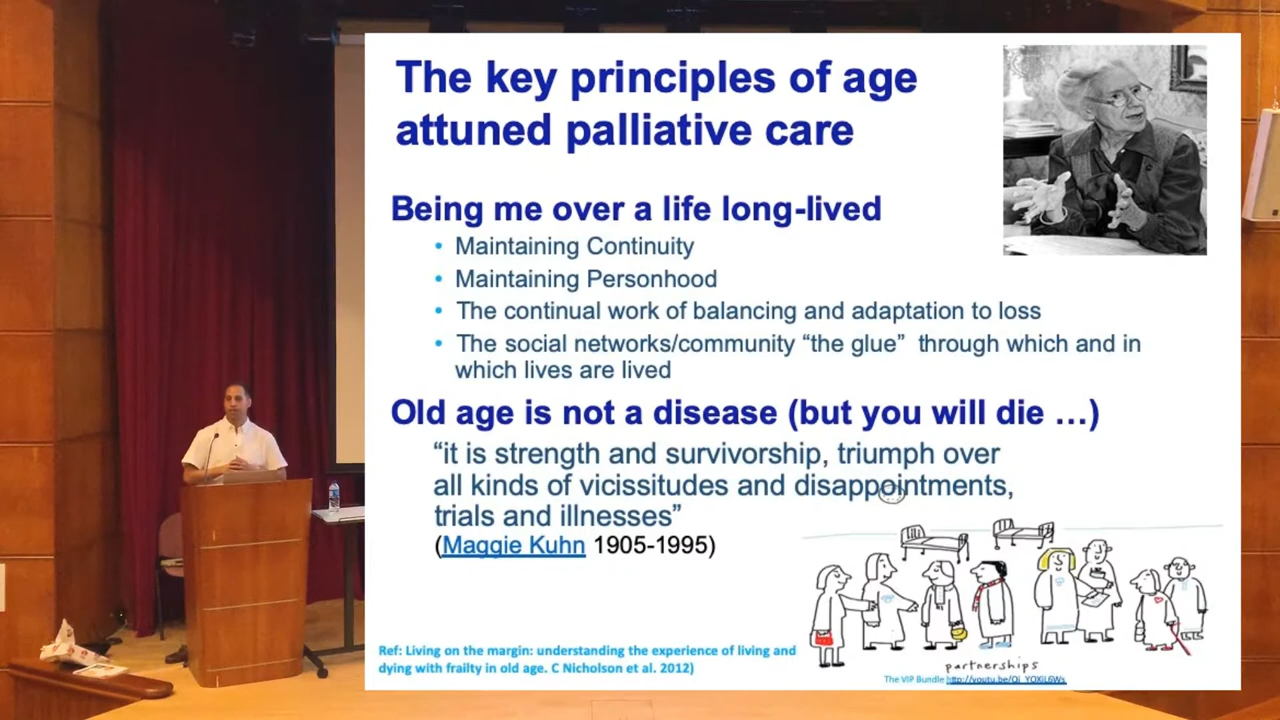 The key principles of age
attuned palliative care
Being me over a life long-lived
• Maintaining Continuity
• Maintaining Personhood
• The continual work of balancing and adaptation to loss
• The social networks/community “the glue”  through which and in
which lives are lived
Old age is not a disease (but you will die …)
“it is strength and survivorship, triumph over
all kinds of vicissitudes and disappointments,
trials and illnesses”
(Maggie Kuhn 1905-1995)
Ref: Living on the margin: understanding the experience of living and
dying with frailty in old age. C Nicholson et al. 2012)
partnerships
The VIP Bundle